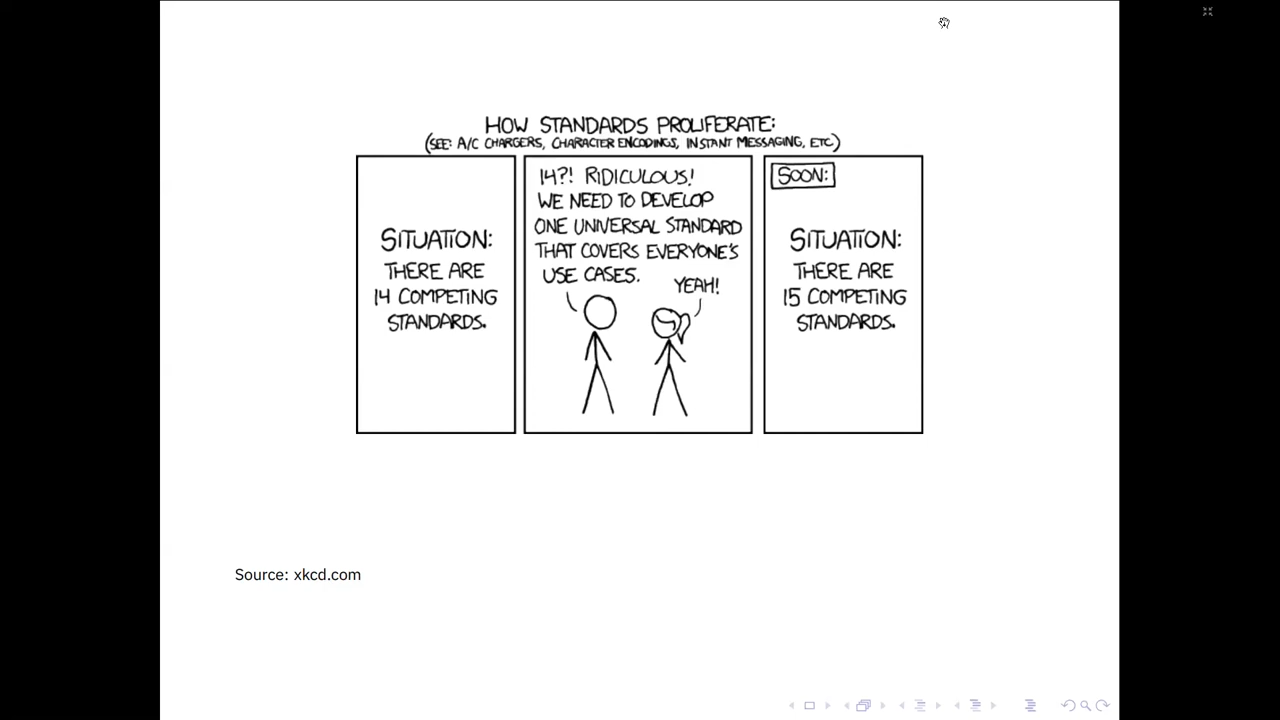 HOW STANDARDS PROLIFERATE:
(SEE: A/C CHARGERS, CHARACTER ENCODINGS, INSTANT MESSAGING, ETC.)
SITUATION:
THERE ARE
14 COMPETING
STANDARDS.
14?! RIDICULOUS!
WE NEED TO DEVELOP
ONE UNIVERSAL STANDARD
THAT COVERS EVERYONE'S
USE CASES.
YEAH!
SOON:
SITUATION:
THERE ARE
15 COMPETING
STANDARDS.
Source: xkcd.com